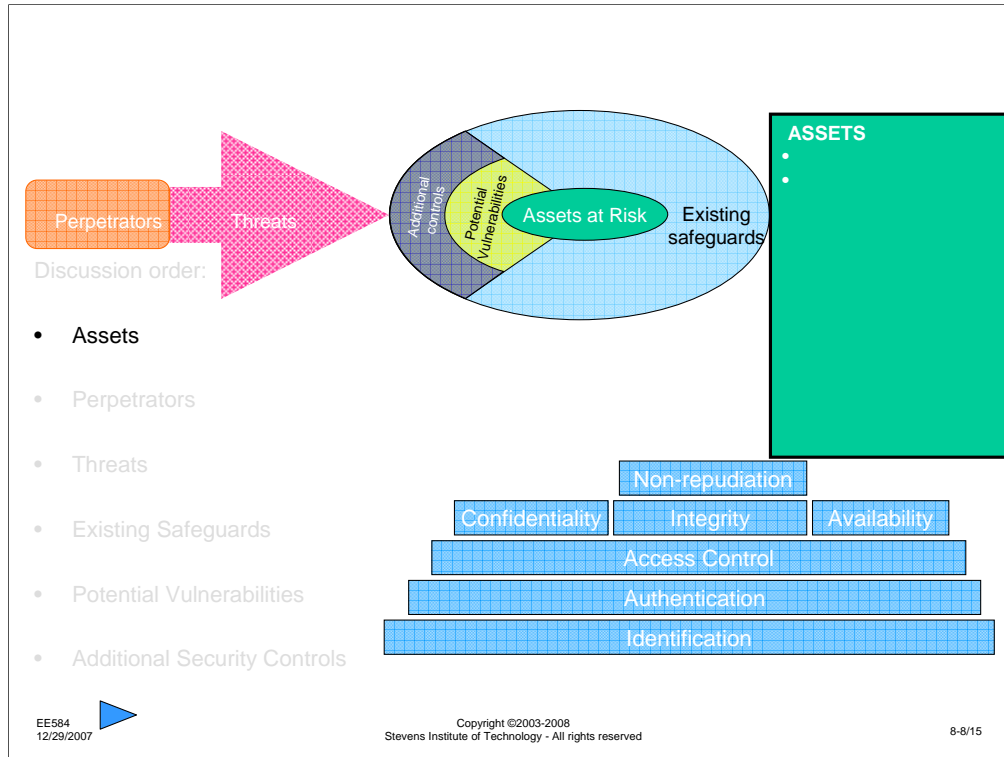 ASSETS
•
•
Perpetrators
Threats
Additional
controls
Potential
Vulnerabilities
Assets at Risk
Existing
safeguards
Discussion order:
• Assets
• Perpetrators
• Threats
• Existing Safeguards
• Potential Vulnerabilities
• Additional Security Controls
Non-repudiation
Confidentiality
Integrity
Availability
Access Control
Authentication
Identification
EE584
12/29/2007
Copyright ©2003-2008
Stevens Institute of Technology - All rights reserved
8-8/15